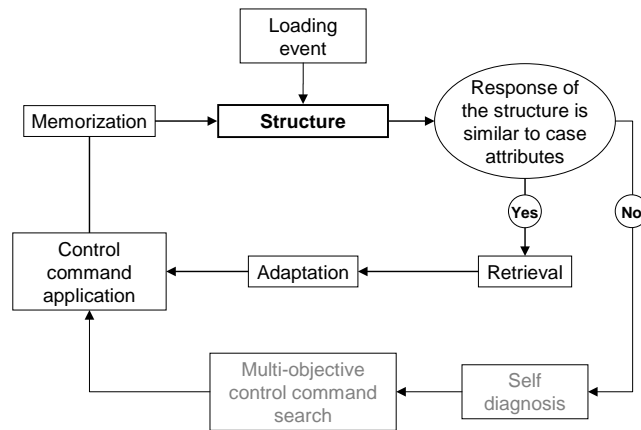 Loading
event
Response of
the structure is
similar to case
attributes
Memorization
Structure
Yes
No
Control
command
application
Adaptation
Retrieval
Multi-objective
control command
search
Self
diagnosis